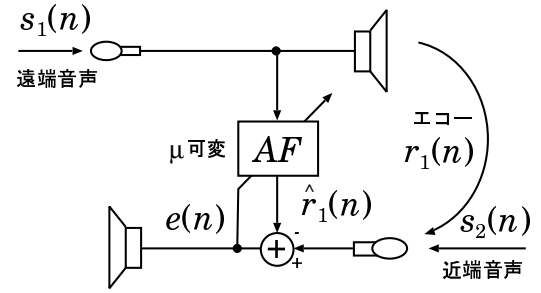 s₁(n)
遠端音声
エコー
r₁(n)
μ可変
AF
r̂₁(n)
e(n)
-
+
+
s₂(n)
近端音声